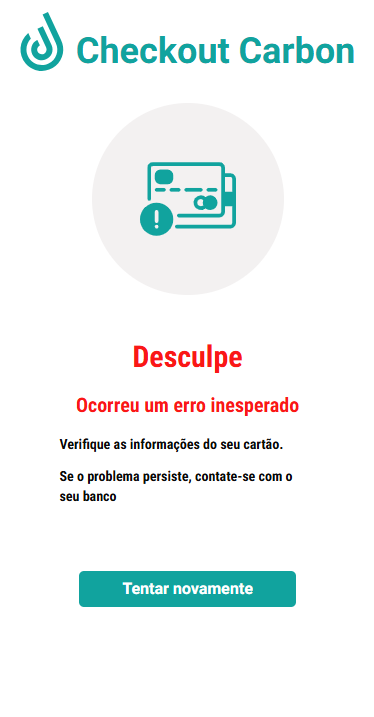 Checkout Carbon
Desculpe
Ocorreu um erro inesperado
Verifique as informações do seu cartão.
Se o problema persiste, contate-se com o
seu banco
Tentar novamente